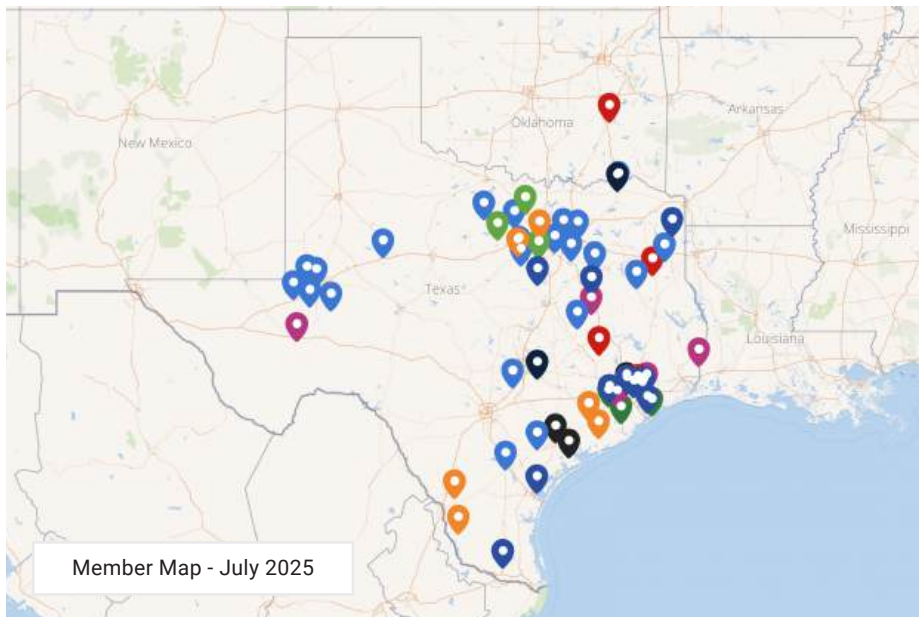 Oklahoma
Arkansas
New Mexico
Mississippi
Texas
Louisiana
Member Map - July 2025